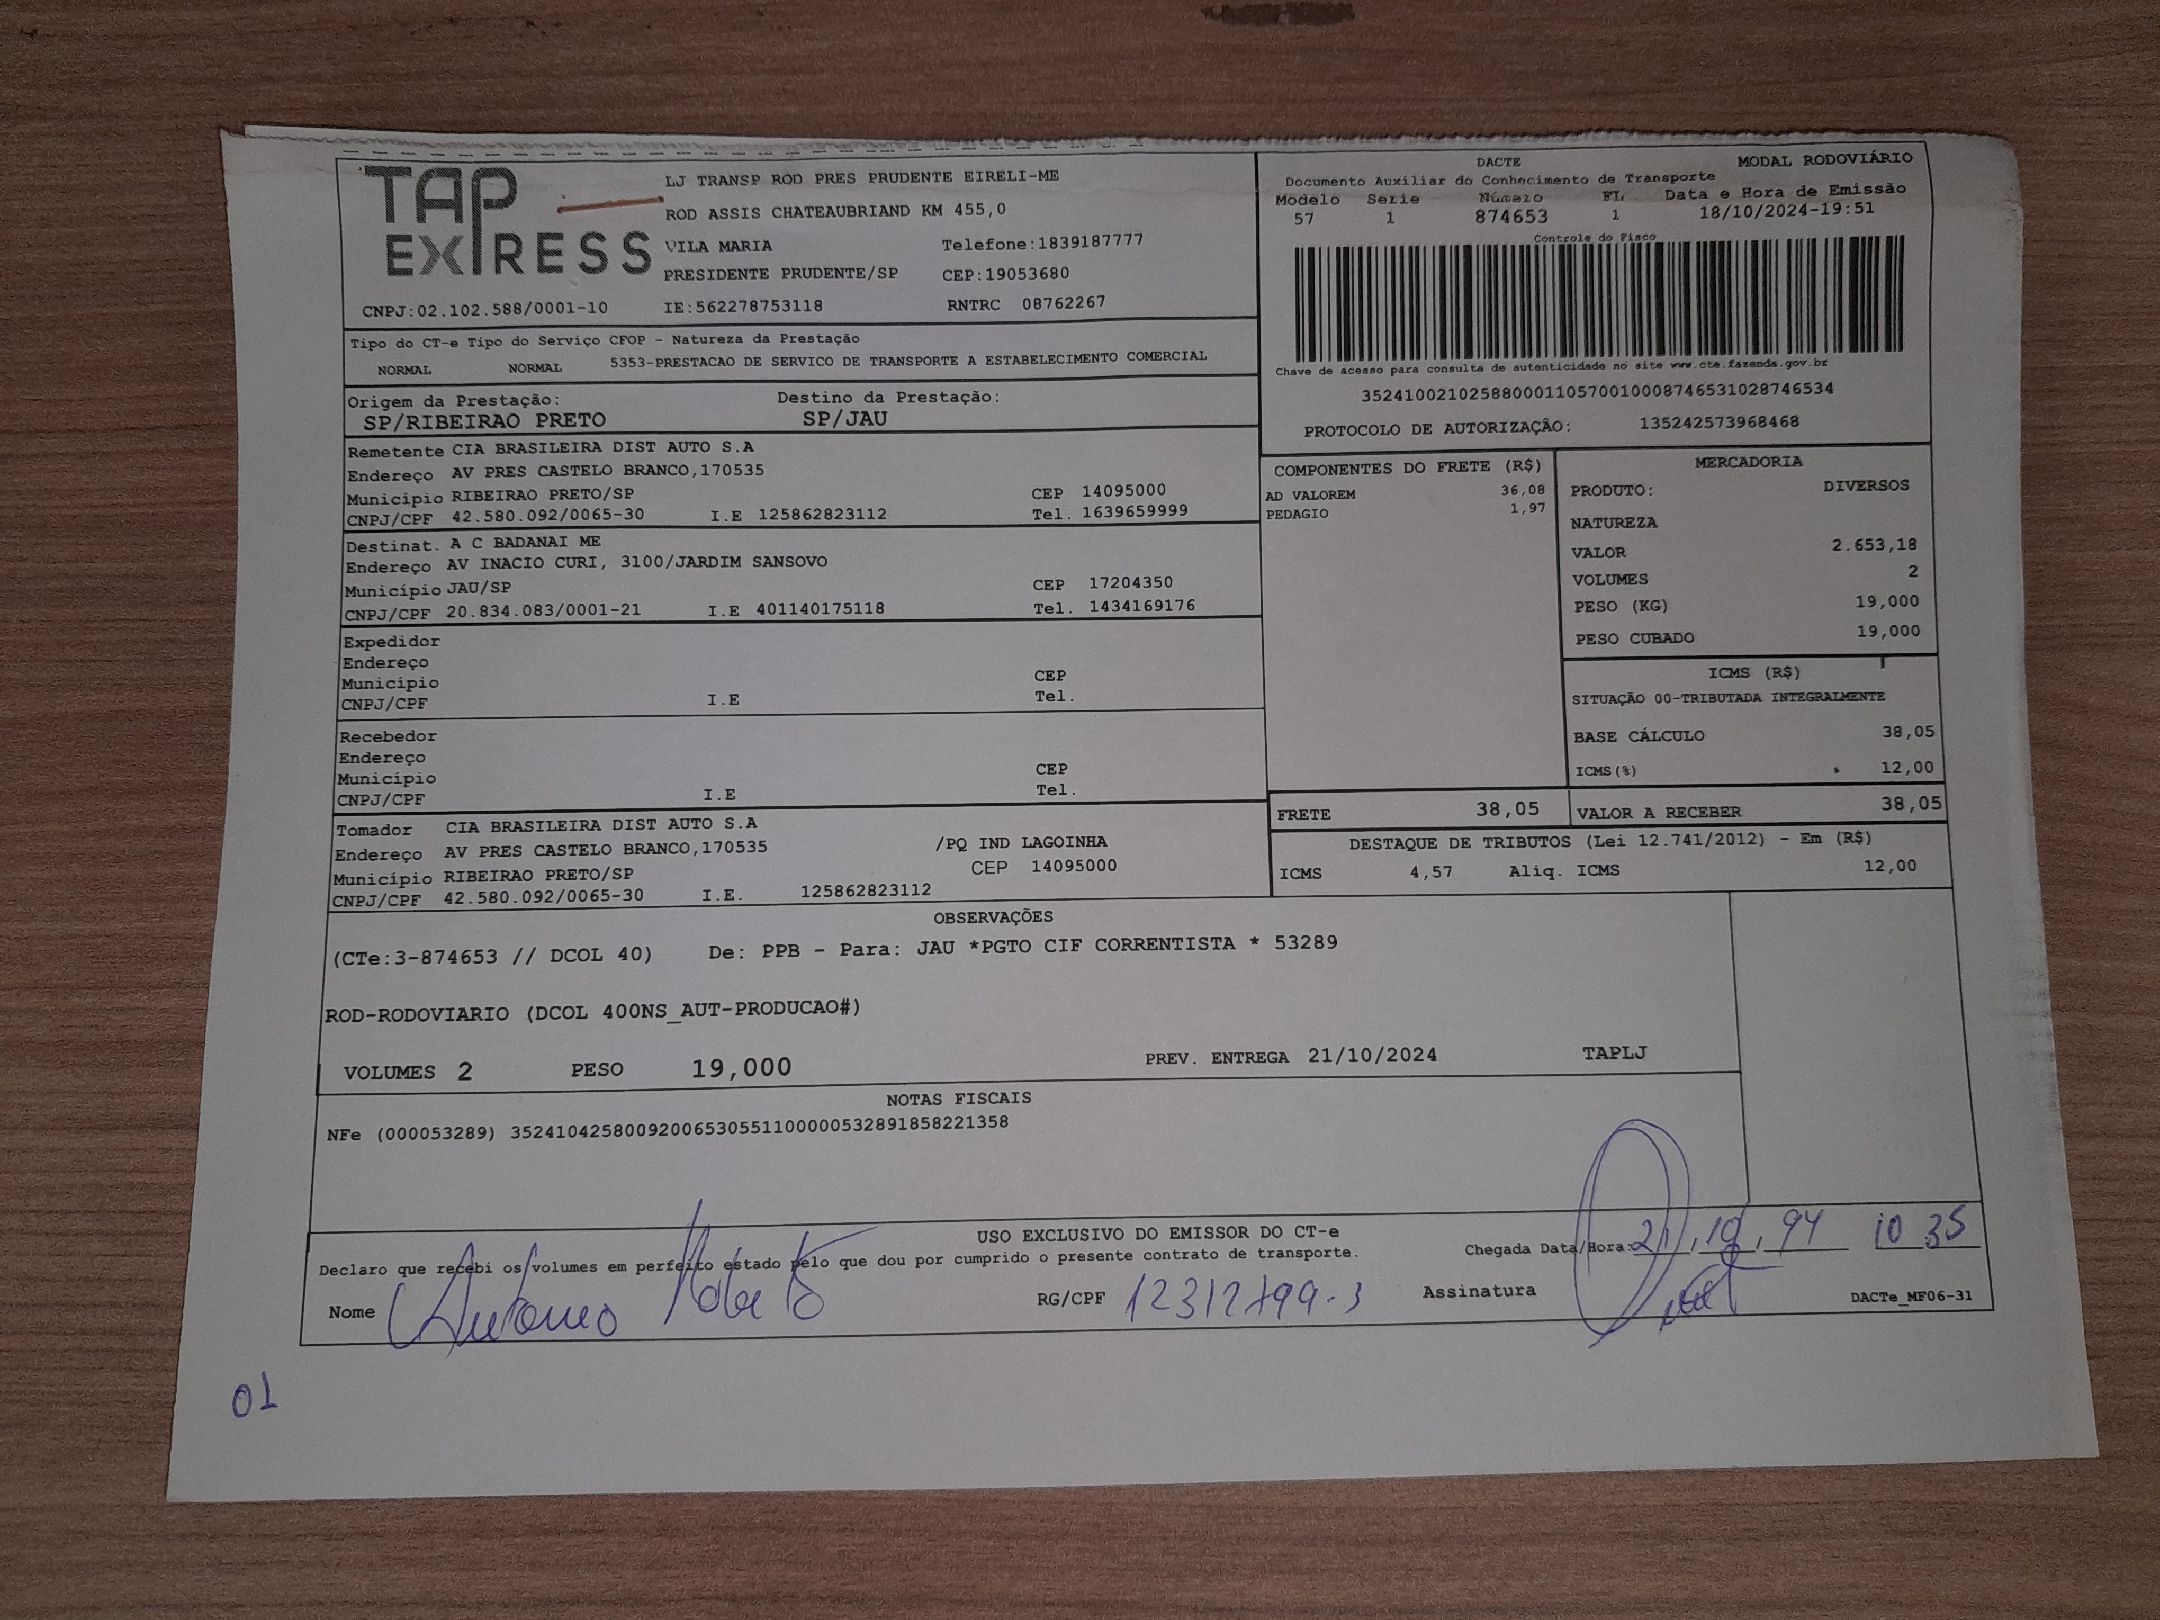 TAP
EXPRESS
LJ TRANSP ROD PRES PRUDENTE EIRELI-ME
ROD ASSIS CHATEAUBRIAND KM 455,0
VILA MARIA Telefone:1839187777
PRESIDENTE PRUDENTE/SP CEP:19053680
CNPJ:02.102.588/0001-10 IE:562278753118 RNTRC 08762267
DACTE MODAL RODOVIÁRIO
Documento Auxiliar do Conhecimento de Transporte
Modelo Serie Número FL Data e Hora de Emissão
57 1 874653 1 18/10/2024-19:51
Controle do Fisco
Chave de acesso para consulta de autenticidade no site www.cte.fazenda.gov.br
35241002102588000110570010008746531028746534
PROTOCOLO DE AUTORIZAÇÃO: 135242573968468
Tipo do CT-e Tipo do Serviço CFOP - Natureza da Prestação
NORMAL NORMAL 5353-PRESTACAO DE SERVICO DE TRANSPORTE A ESTABELECIMENTO COMERCIAL
Origem da Prestação: Destino da Prestação:
SP/RIBEIRAO PRETO SP/JAU
Remetente CIA BRASILEIRA DIST AUTO S.A
Endereço AV PRES CASTELO BRANCO,170535
Município RIBEIRAO PRETO/SP CEP 14095000
CNPJ/CPF 42.580.092/0065-30 I.E 125862823112 Tel. 1639659999
Destinat. A C BADANAI ME
Endereço AV INACIO CURI, 3100/JARDIM SANSOVO
Município JAU/SP CEP 17204350
CNPJ/CPF 20.834.083/0001-21 I.E 401140175118 Tel. 1434169176
Expedidor
Endereço
Município CEP
CNPJ/CPF I.E Tel.
Recebedor
Endereço
Município CEP
CNPJ/CPF I.E Tel.
Tomador CIA BRASILEIRA DIST AUTO S.A
Endereço AV PRES CASTELO BRANCO,170535 /PQ IND LAGOINHA
Município RIBEIRAO PRETO/SP CEP 14095000
CNPJ/CPF 42.580.092/0065-30 I.E. 125862823112
COMPONENTES DO FRETE (R$)
AD VALOREM 36,08
PEDAGIO 1,97
MERCADORIA
PRODUTO: DIVERSOS
NATUREZA
VALOR 2.653,18
VOLUMES 2
PESO (KG) 19,000
PESO CUBADO 19,000
ICMS (R$)
SITUAÇÃO 00-TRIBUTADA INTEGRALMENTE
BASE CÁLCULO 38,05
ICMS(%) 12,00
FRETE 38,05 VALOR A RECEBER 38,05
DESTAQUE DE TRIBUTOS (Lei 12.741/2012) - Em (R$)
ICMS 4,57 Aliq. ICMS 12,00
OBSERVAÇÕES
(CTe:3-874653 // DCOL 40) De: PPB - Para: JAU *PGTO CIF CORRENTISTA * 53289
ROD-RODOVIARIO (DCOL 400NS_AUT-PRODUCAO#)
VOLUMES 2 PESO 19,000 PREV. ENTREGA 21/10/2024 TAPLJ
NOTAS FISCAIS
NFe (000053289) 35241042580092006530551100000532891858221358
USO EXCLUSIVO DO EMISSOR DO CT-e
Declaro que recebi os volumes em perfeito estado pelo que dou por cumprido o presente contrato de transporte.
Chegada Data/Hora: 21, 10, 10 35
Nome Antonio RG/CPF Assinatura DACTe_MF06-31
01